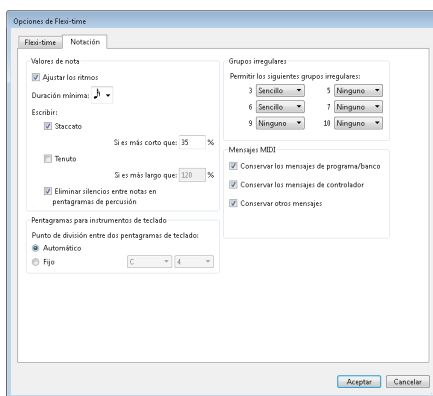 Opciones de Flexi-time
Flexi-time Notación
Valores de nota
Ajustar los ritmos
Duración mínima:
Escribir:
Staccato
Si es más corto que: 35 %
Tenuto
Si es más largo que: 120 %
Eliminar silencios entre notas en
pentagramas de percusión
Pentagramas para instrumentos de teclado
Punto de división entre dos pentagramas de teclado:
Automático
Fijo C 4
Grupos irregulares
Permitir los siguientes grupos irregulares:
3 Sencillo 5 Ninguno
6 Sencillo 7 Ninguno
9 Ninguno 10 Ninguno
Mensajes MIDI
Conservar los mensajes de programa/banco
Conservar los mensajes de controlador
Conservar otros mensajes
Aceptar Cancelar